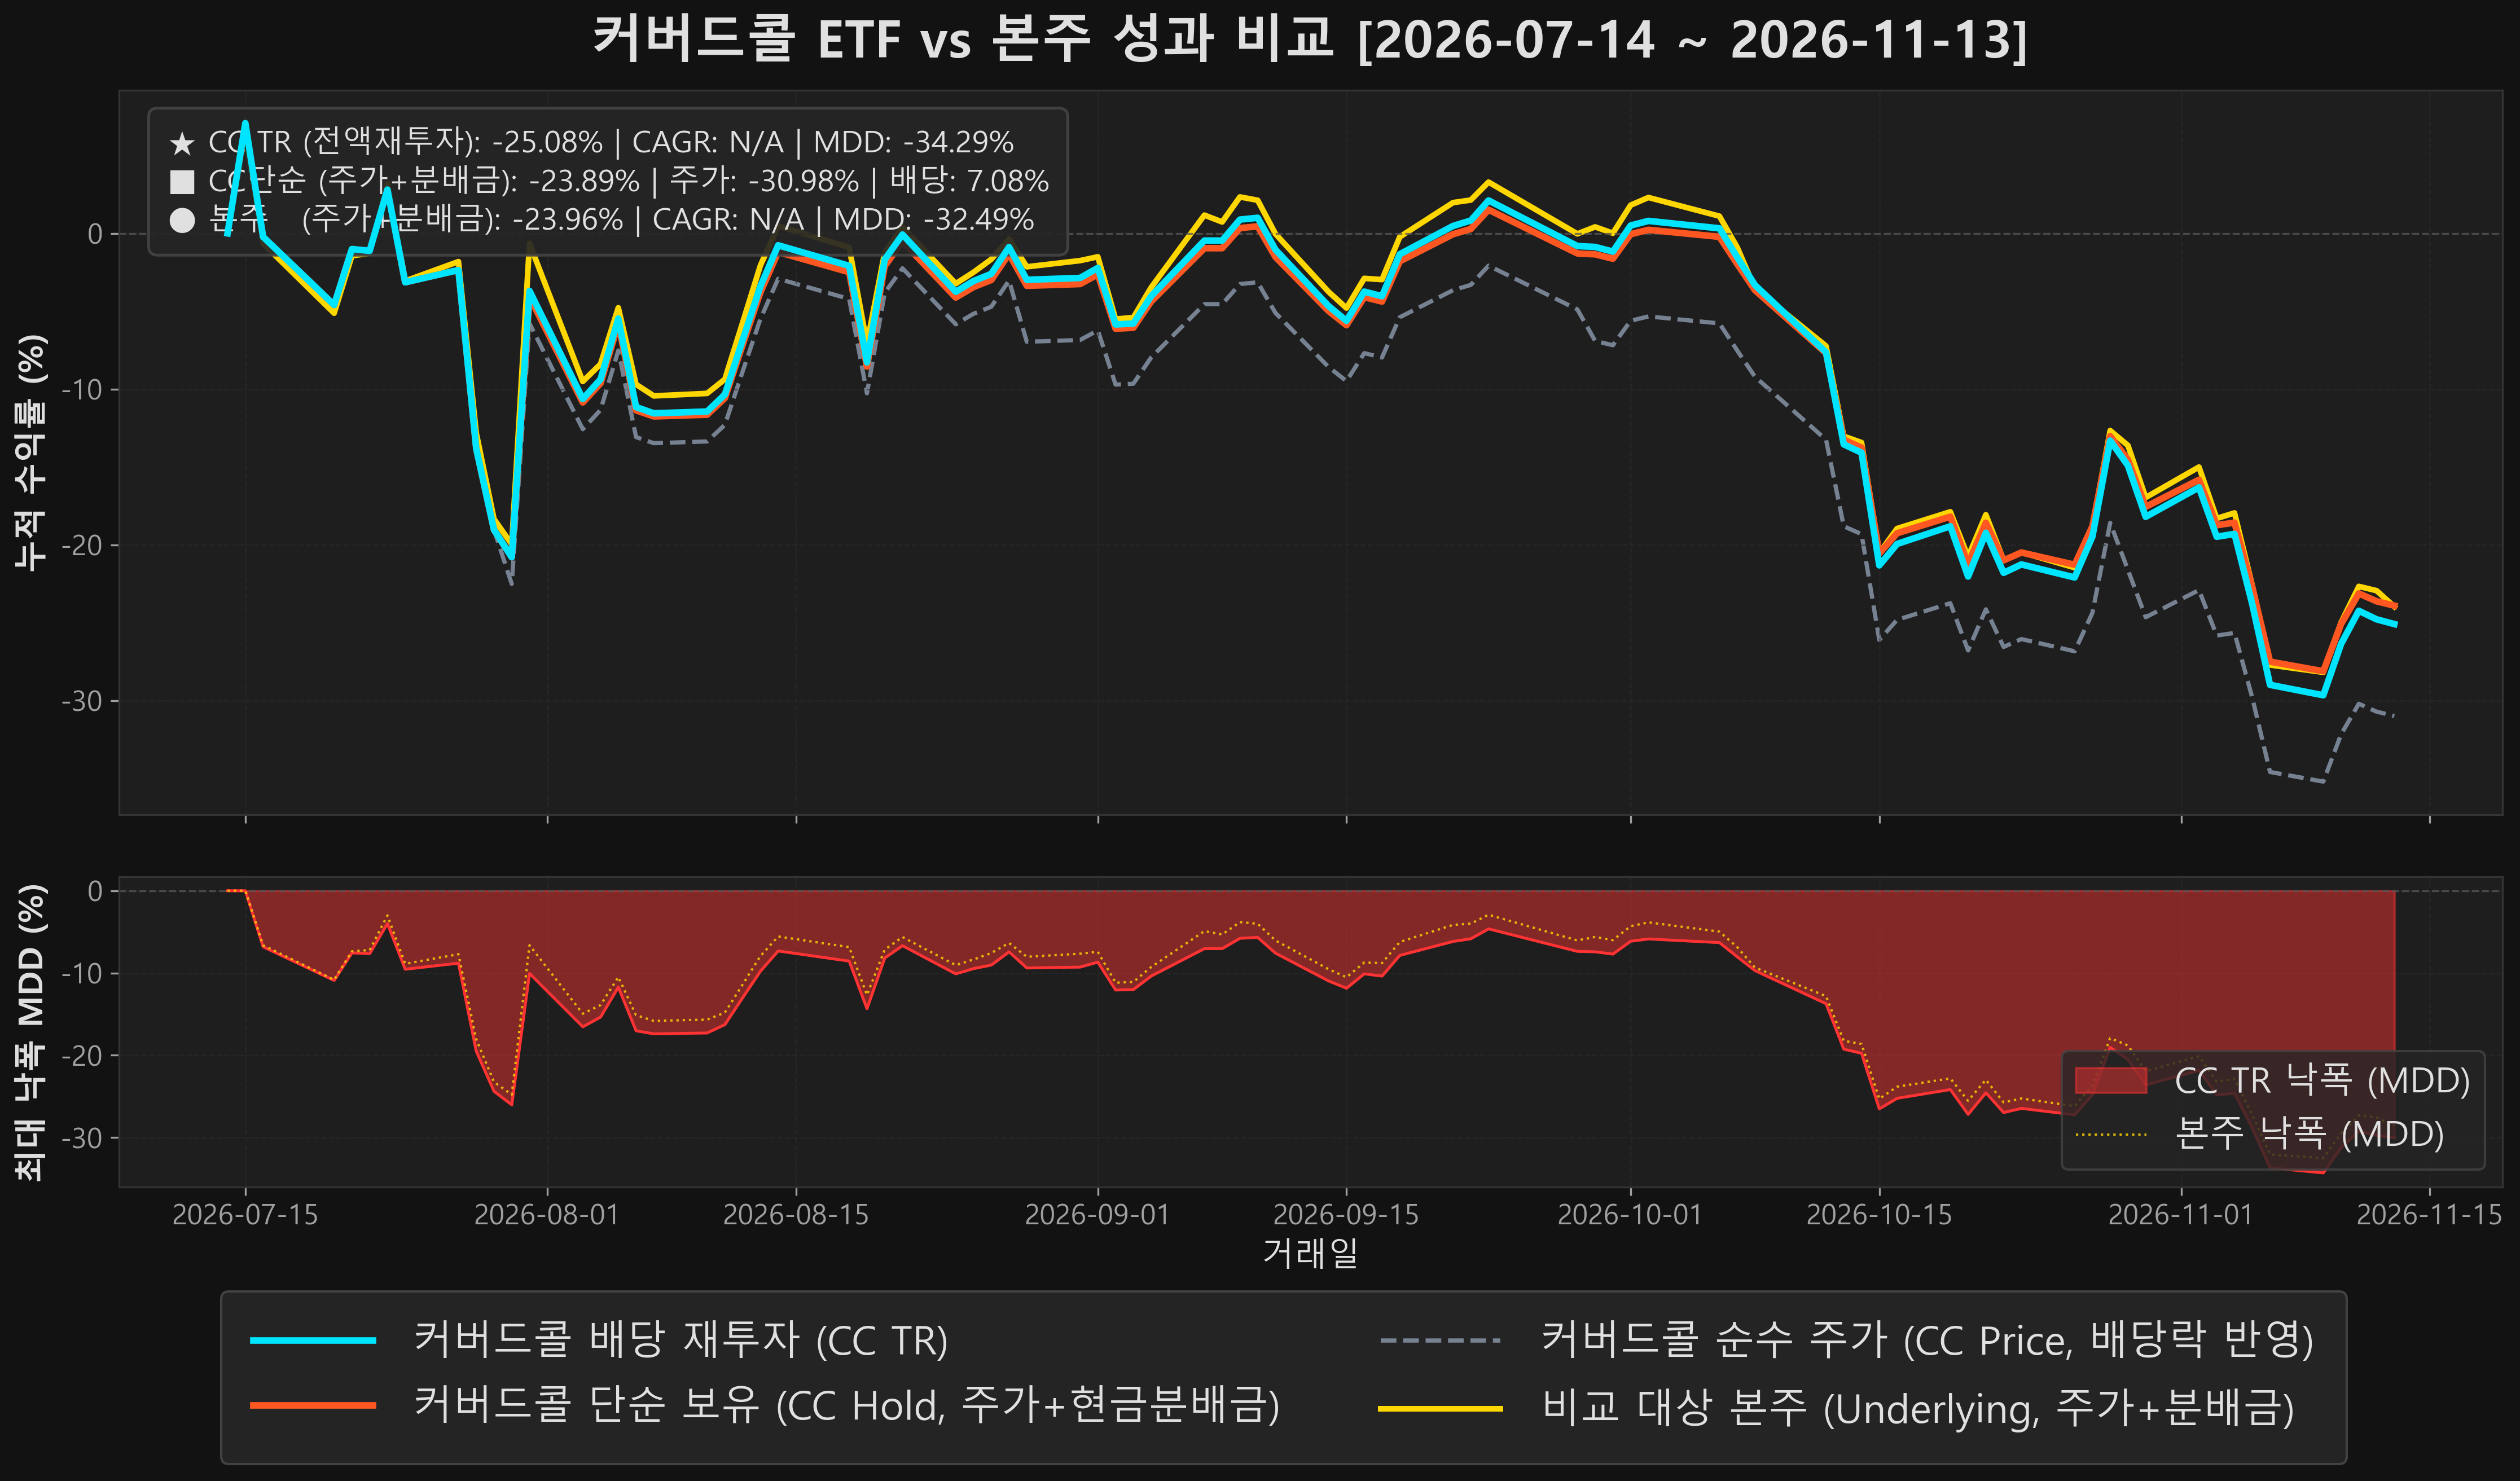 커버드콜 ETF vs 본주 성과 비교 [2026-07-14 ~ 2026-11-13]
★ CC TR (전액재투자): -25.08% | CAGR: N/A | MDD: -34.29%
■ CC단순 (주가+분배금): -23.89% | 주가: -30.98% | 배당: 7.08%
● 본주 (주가+분배금): -23.96% | CAGR: N/A | MDD: -32.49%
누적 수익률 (%)
0
-10
-20
-30
최대 낙폭 MDD (%)
0
-10
-20
-30
CC TR 낙폭 (MDD)
본주 낙폭 (MDD)
2026-07-15 2026-08-01 2026-08-15 2026-09-01 2026-09-15 2026-10-01 2026-10-15 2026-11-01 2026-11-15
거래일
커버드콜 배당 재투자 (CC TR)
커버드콜 단순 보유 (CC Hold, 주가+현금분배금)
커버드콜 순수 주가 (CC Price, 배당락 반영)
비교 대상 본주 (Underlying, 주가+분배금)